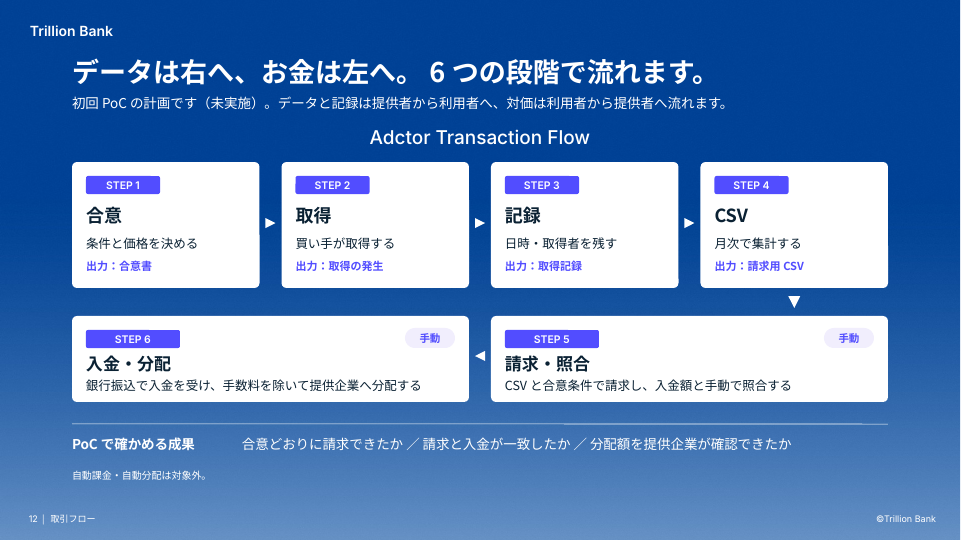 Trillion Bank
データは右へ、お金は左へ。 6 つの段階で流れます。
初回 PoC の計画です（未実施）。データと記録は提供者から利用者へ、対価は利用者から提供者へ流れます。
Adctor Transaction Flow
STEP 1
合意
条件と価格を決める
出力：合意書
STEP 2
取得
買い手が取得する
出力：取得の発生
STEP 3
記録
日時・取得者を残す
出力：取得記録
STEP 4
CSV
月次で集計する
出力：請求用 CSV
STEP 6
手動
入金・分配
銀行振込で入金を受け、手数料を除いて提供企業へ分配する
STEP 5
手動
請求・照合
CSV と合意条件で請求し、入金額と手動で照合する
PoC で確かめる成果
合意どおりに請求できたか ／ 請求と入金が一致したか ／ 分配額を提供企業が確認できたか
自動課金・自動分配は対象外。
12 | 取引フロー
©Trillion Bank